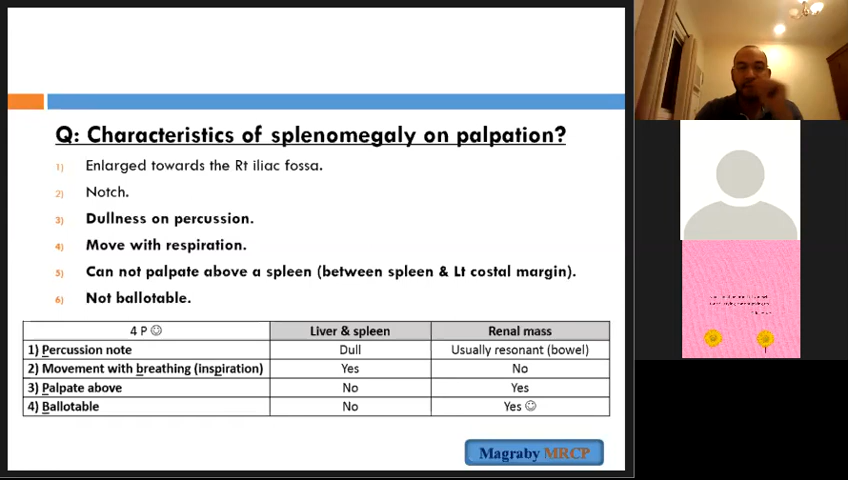 Q: Characteristics of splenomegaly on palpation?
1) Enlarged towards the Rt iliac fossa.
2) Notch.
3) Dullness on percussion.
4) Move with respiration.
5) Can not palpate above a spleen (between spleen & Lt costal margin).
6) Not ballotable.
4 P ☺ Liver & spleen Renal mass
1) Percussion note Dull Usually resonant (bowel)
2) Movement with breathing (inspiration) Yes No
3) Palpate above No Yes
4) Ballotable No Yes ☺
Magraby MRCP